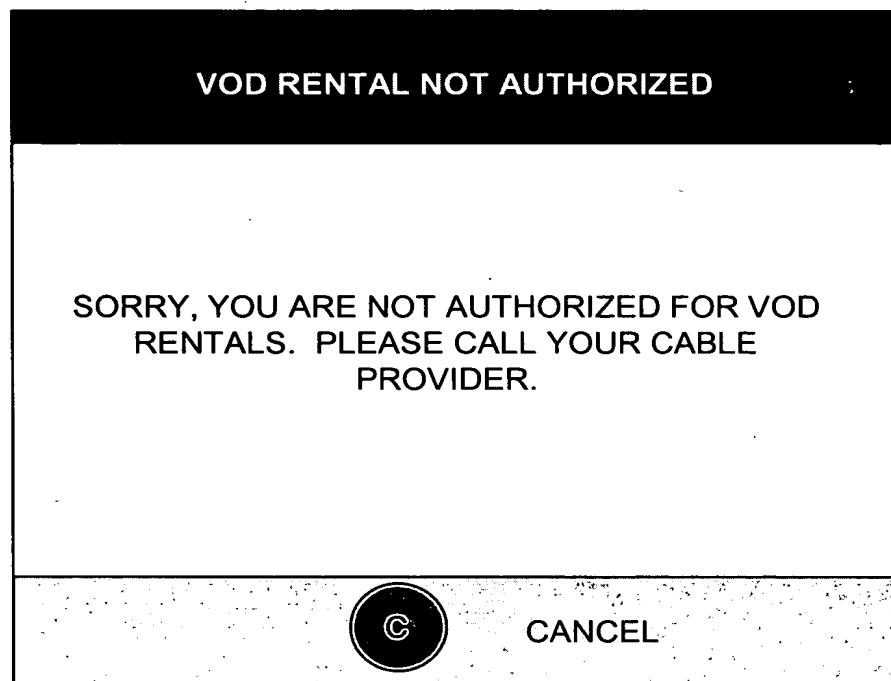 VOD RENTAL NOT AUTHORIZED
SORRY, YOU ARE NOT AUTHORIZED FOR VOD
RENTALS.  PLEASE CALL YOUR CABLE
PROVIDER.
C CANCEL